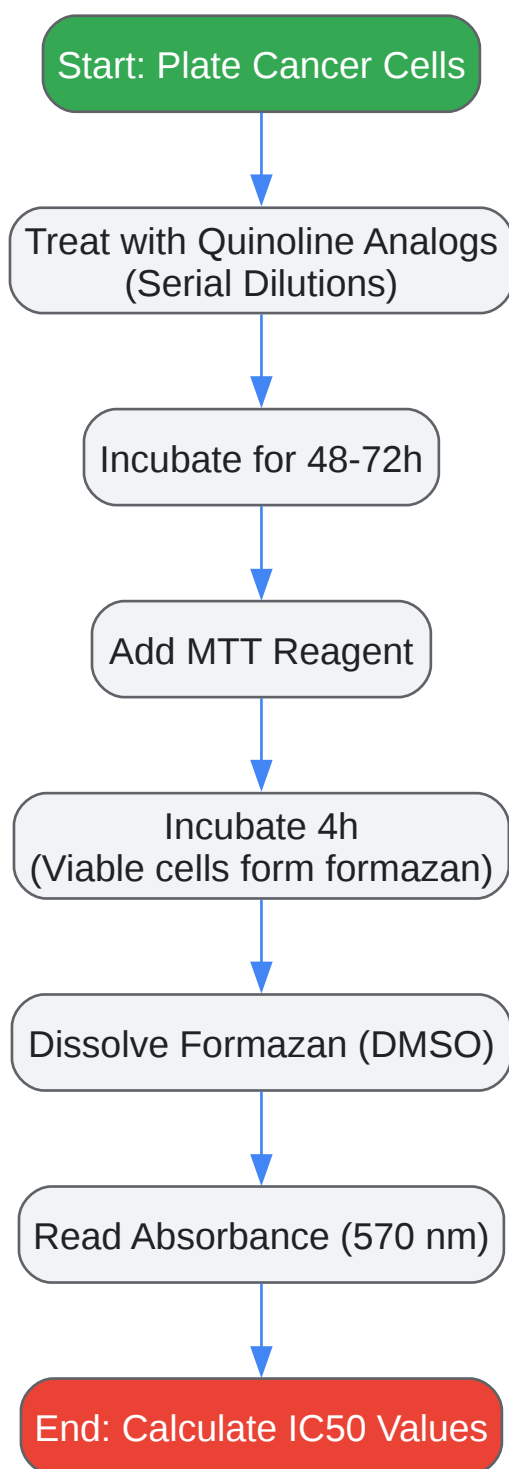 Start: Plate Cancer Cells
Treat with Quinoline Analogs
(Serial Dilutions)
Incubate for 48-72h
Add MTT Reagent
Incubate 4h
(Viable cells form formazan)
Dissolve Formazan (DMSO)
Read Absorbance (570 nm)
End: Calculate IC50 Values